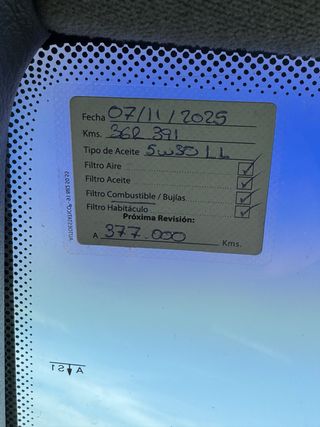 Fecha 07/11/2025
Kms. 362 391
Tipo de Aceite 5w30 LL
Filtro Aire
Filtro Aceite
Filtro Combustible / Bujías
Filtro Habitáculo
Próxima Revisión:
A 377.000 Kms.
A S1